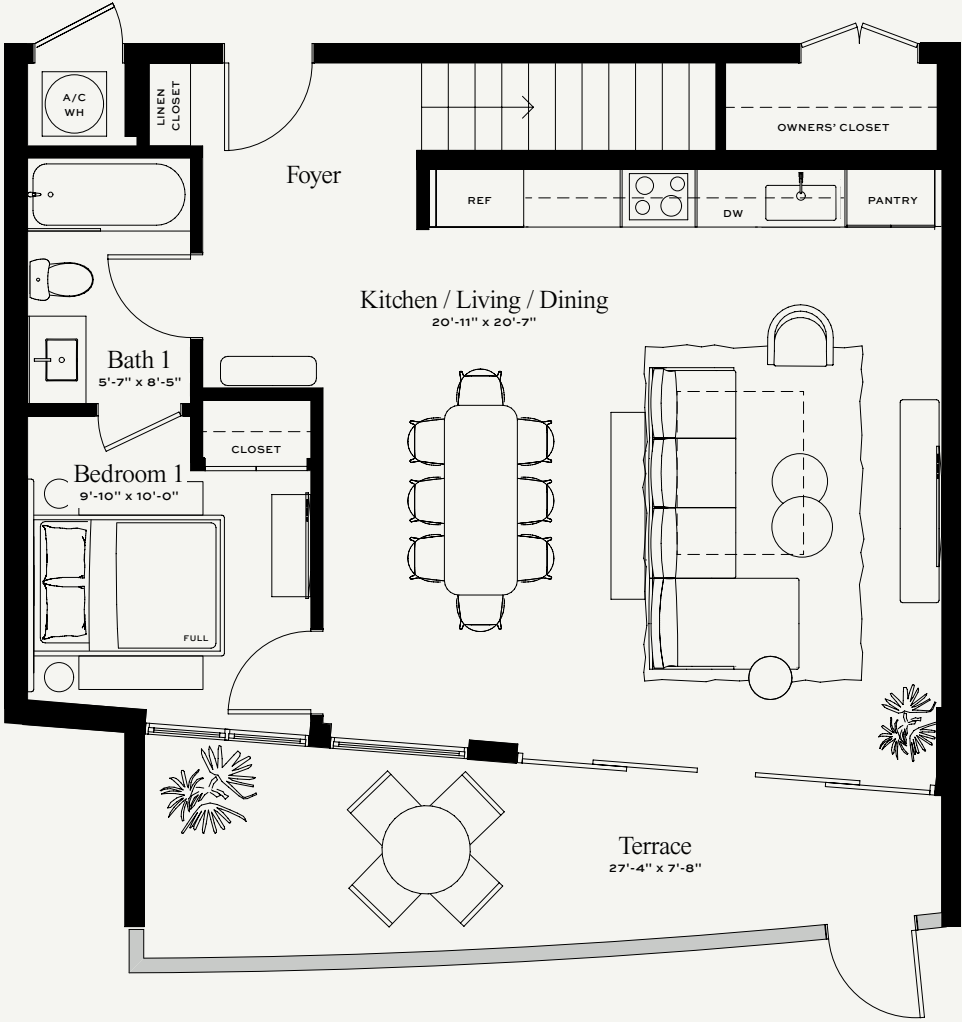 A/C
WH
LINEN
CLOSET
OWNERS' CLOSET
Foyer
REF
DW
PANTRY
Kitchen / Living / Dining
20'-11" x 20'-7"
Bath 1
5'-7" x 8'-5"
CLOSET
Bedroom 1
9'-10" x 10'-0"
FULL
Terrace
27'-4" x 7'-8"